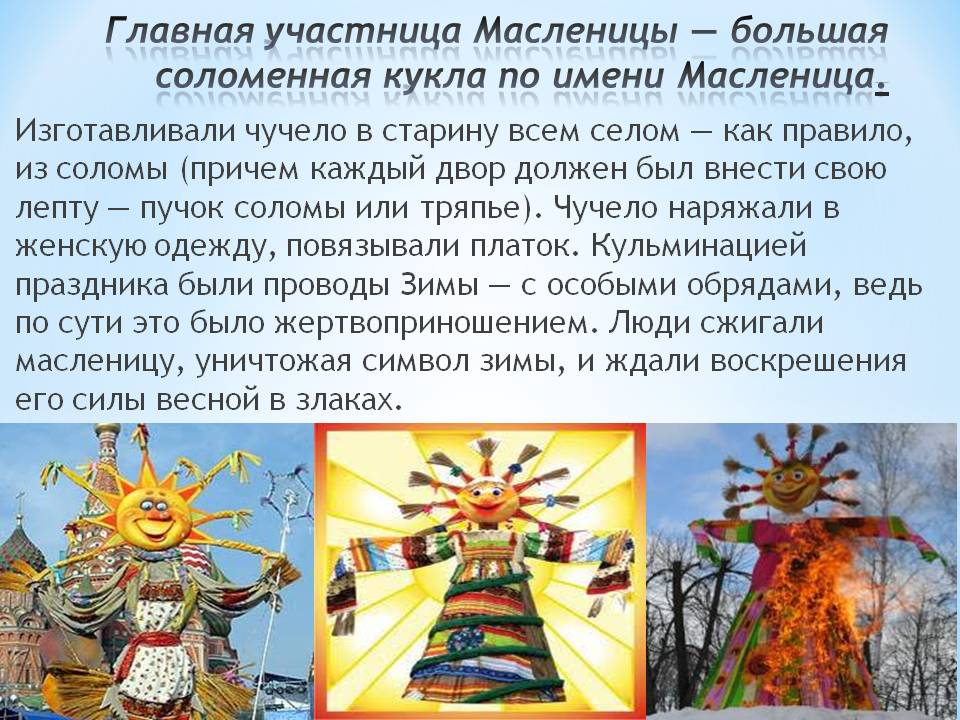 Главная участница Масленицы — большая
соломенная кукла по имени Масленица.
Изготавливали чучело в старину всем селом — как правило,
из соломы (причем каждый двор должен был внести свою
лепту — пучок соломы или тряпье). Чучело наряжали в
женскую одежду, повязывали платок. Кульминацией
праздника были проводы Зимы — с особыми обрядами, ведь
по сути это было жертвоприношением. Люди сжигали
масленицу, уничтожая символ зимы, и ждали воскрешения
его силы весной в злаках.